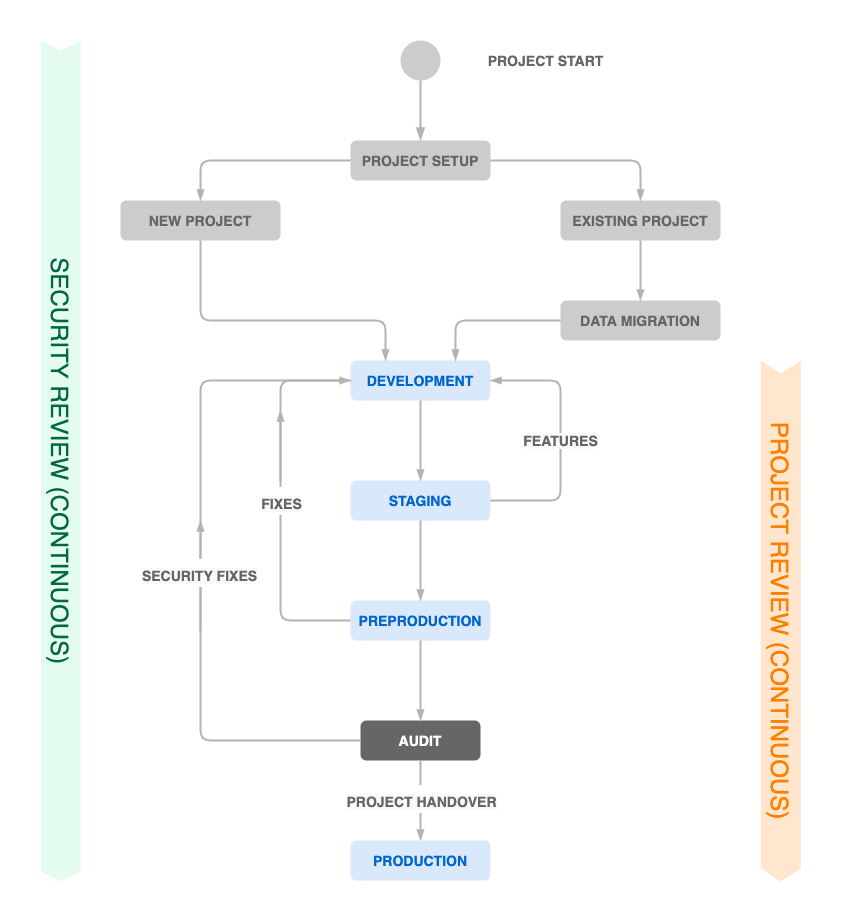 PROJECT START
PROJECT SETUP
NEW PROJECT
EXISTING PROJECT
DATA MIGRATION
DEVELOPMENT
FEATURES
STAGING
FIXES
SECURITY FIXES
PREPRODUCTION
AUDIT
PROJECT HANDOVER
PRODUCTION
SECURITY REVIEW (CONTINUOUS)
PROJECT REVIEW (CONTINUOUS)